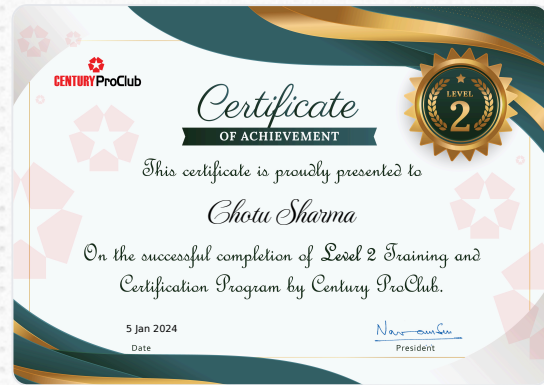 CENTURY ProClub
LEVEL
2
Certificate
OF ACHIEVEMENT
This certificate is proudly presented to
Chotu Sharma
On the successful completion of Level 2 Training and
Certification Program by Century ProClub.
5 Jan 2024
Date
President